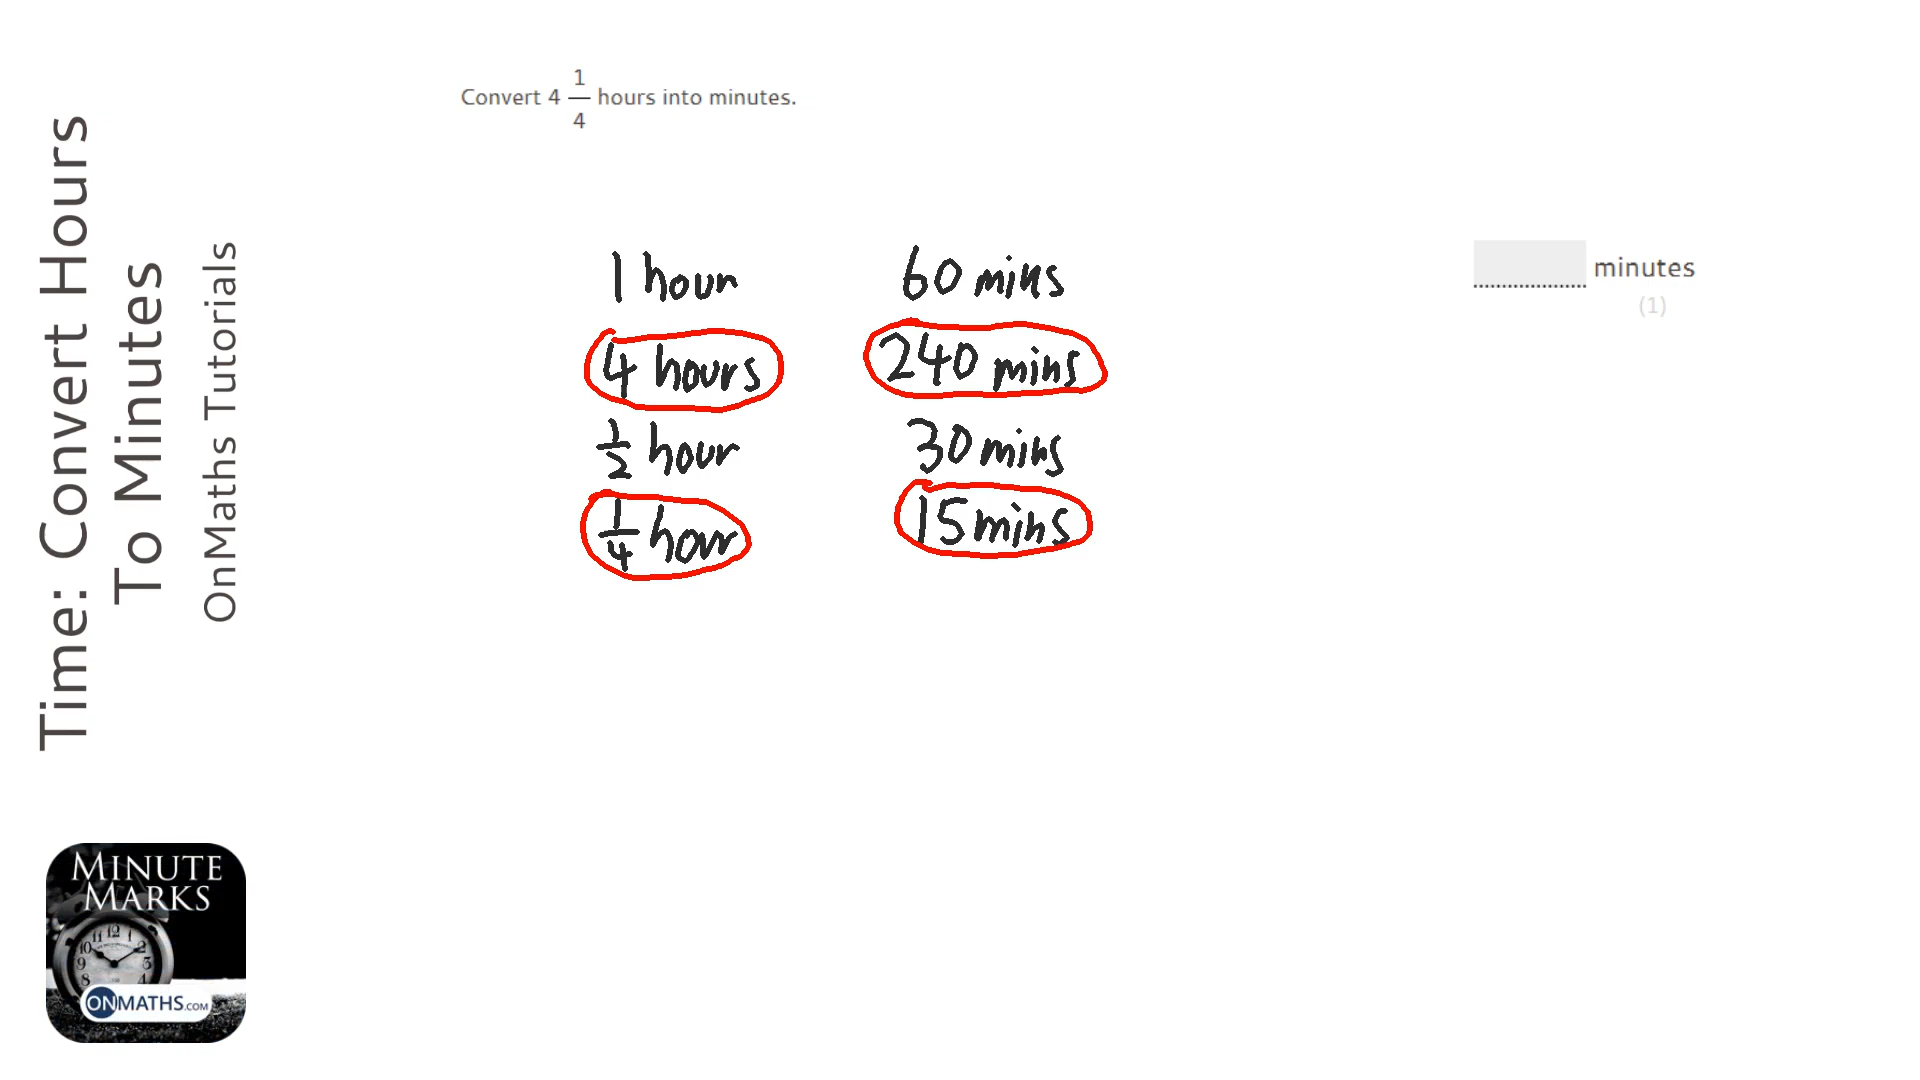 Time: Convert Hours
To Minutes
OnMaths Tutorials
Convert 4 1/4 hours into minutes.
1 hour 60 mins
4 hours 240 mins
1/2 hour 30 mins
1/4 hour 15 mins
minutes
(1)
MINUTE
MARKS
ONMATHS.COM